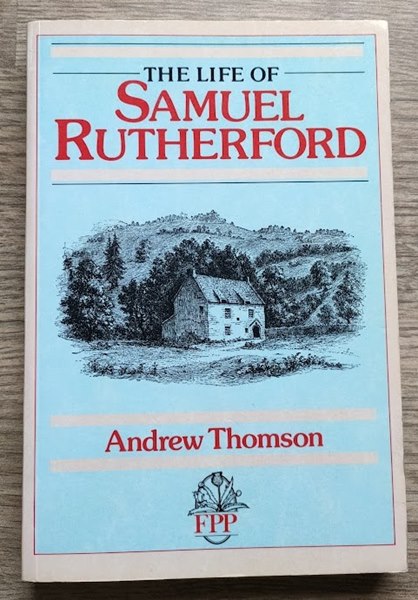 THE LIFE OF
SAMUEL
RUTHERFORD
Andrew Thomson
FPP